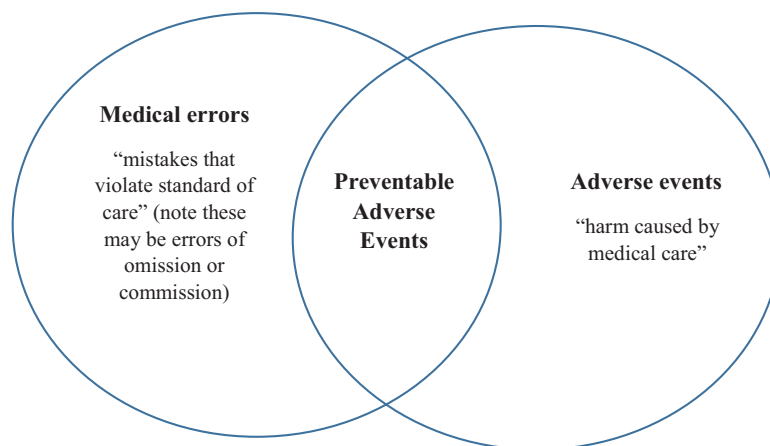 Medical errors
“mistakes that
violate standard of
care” (note these
may be errors of
omission or
commission)
Preventable
Adverse
Events
Adverse events
“harm caused by
medical care”